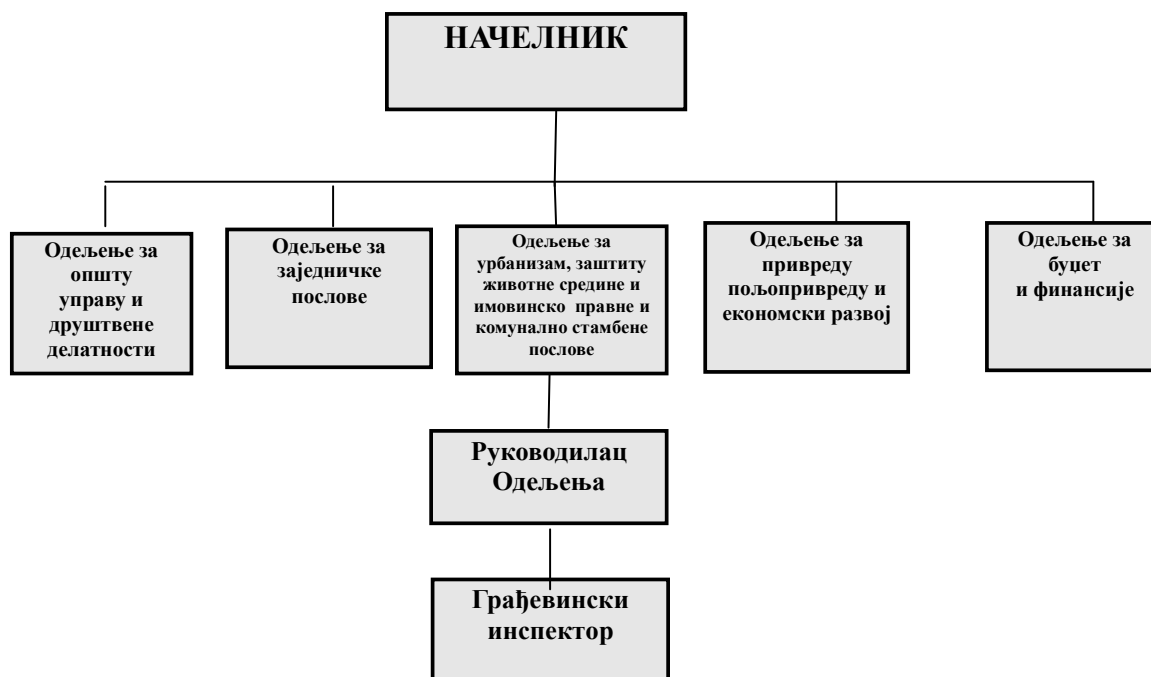 НАЧЕЛНИК
Одељење за
општу
управу и
друштвене
делатности
Одељење за
заједничке
послове
Одељење за
урбанизам, заштиту
животне средине и
имовинско правне и
комунално стамбене
послове
Одељење за
привреду
пољопривреду и
економски развој
Одељење за
буџет
и финансије
Руководилац
Одељења
Грађевински
инспектор